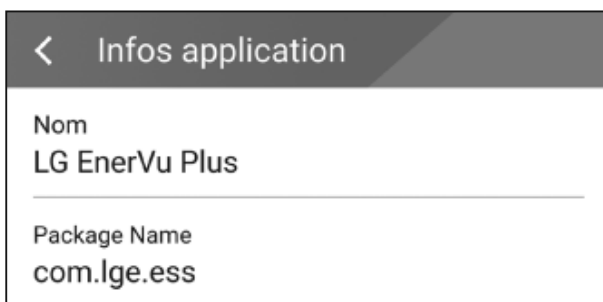 Infos application
Nom
LG EnerVu Plus
Package Name
com.lge.ess